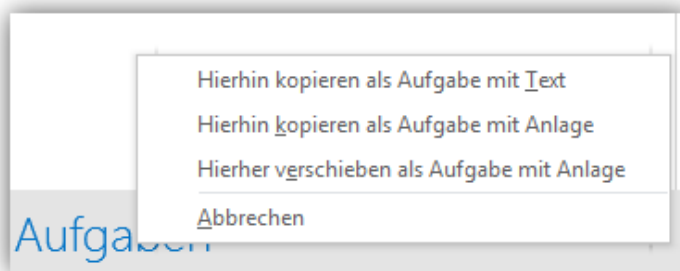 Hierhin kopieren als Aufgabe mit Text
Hierhin kopieren als Aufgabe mit Anlage
Hierher verschieben als Aufgabe mit Anlage
Abbrechen
Aufgaben